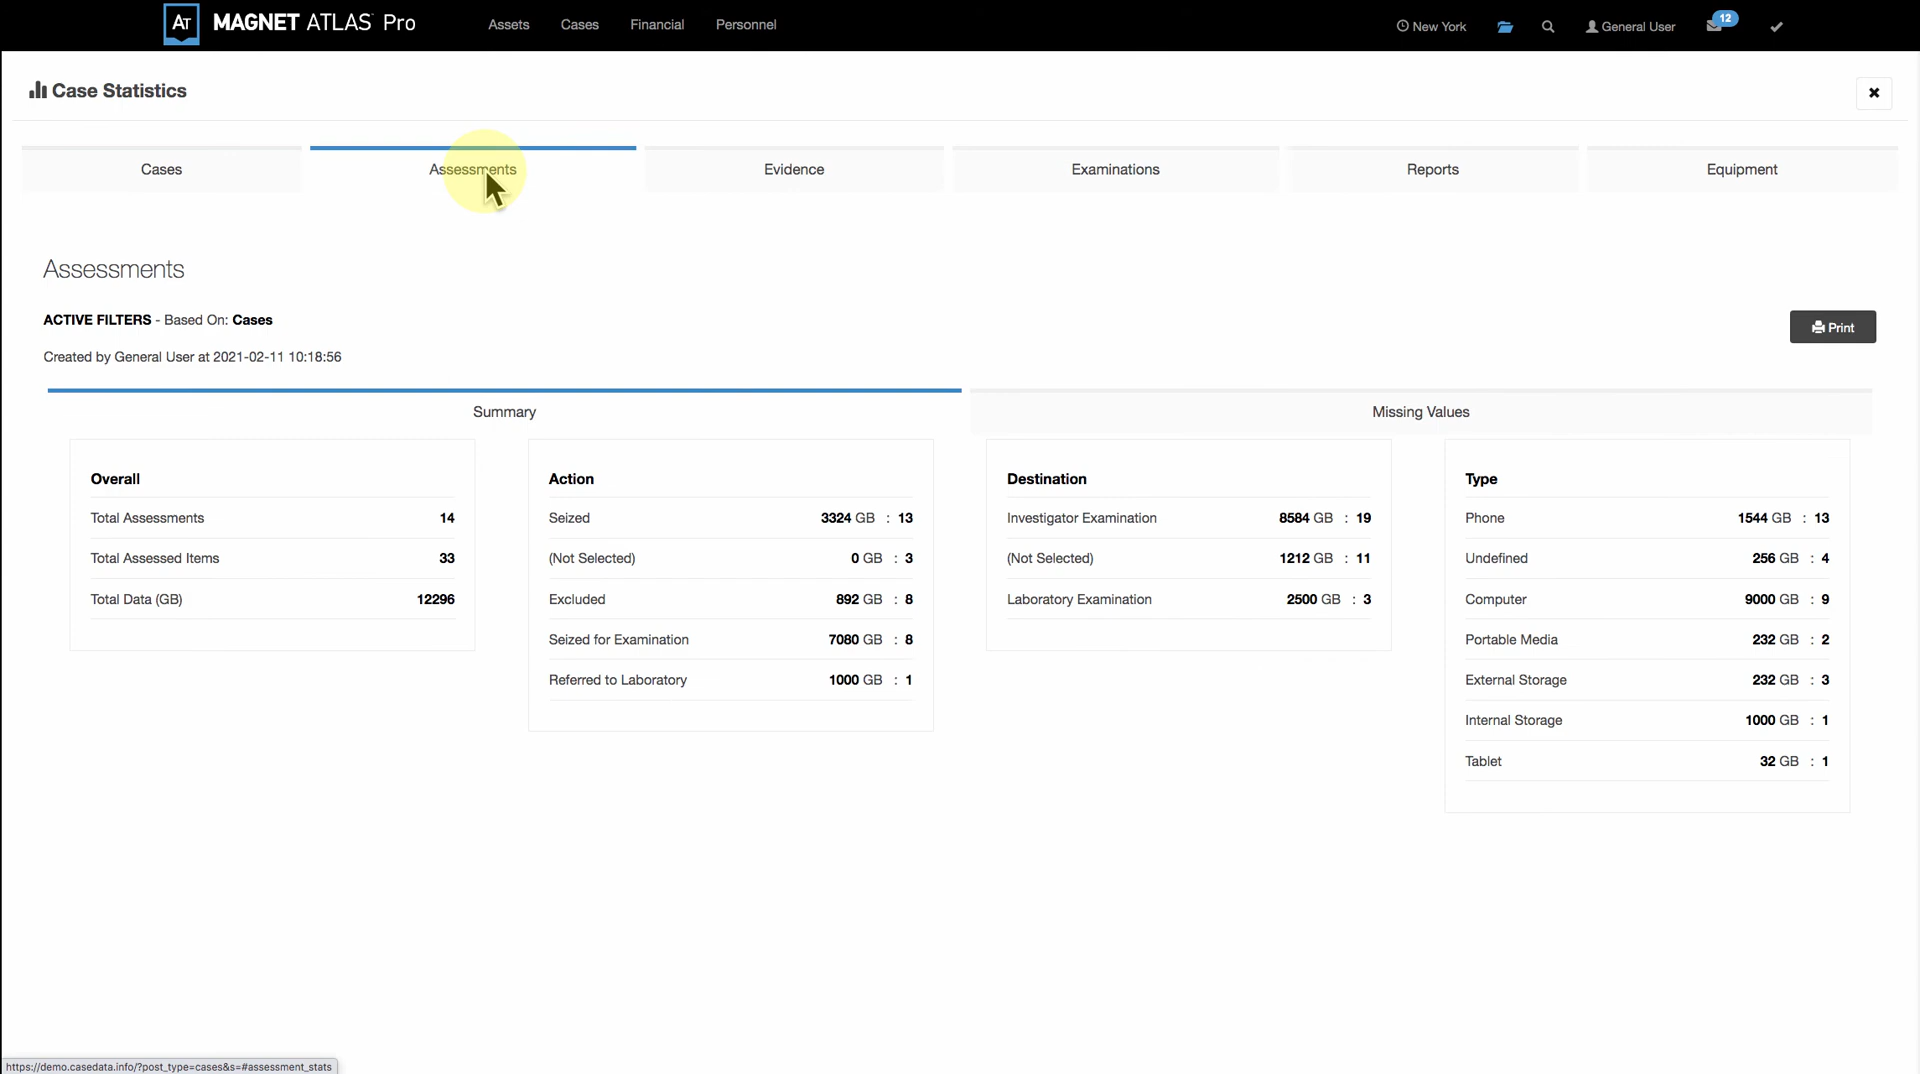 AT MAGNET ATLAS™ Pro Assets Cases Financial Personnel New York General User 12
Case Statistics
Cases Assessments Evidence Examinations Reports Equipment
Assessments
ACTIVE FILTERS - Based On: Cases
Print
Created by General User at 2021-02-11 10:18:56
Summary Missing Values
Overall
Total Assessments 14
Total Assessed Items 33
Total Data (GB) 12296
Action
Seized 3324 GB : 13
(Not Selected) 0 GB : 3
Excluded 892 GB : 8
Seized for Examination 7080 GB : 8
Referred to Laboratory 1000 GB : 1
Destination
Investigator Examination 8584 GB : 19
(Not Selected) 1212 GB : 11
Laboratory Examination 2500 GB : 3
Type
Phone 1544 GB : 13
Undefined 256 GB : 4
Computer 9000 GB : 9
Portable Media 232 GB : 2
External Storage 232 GB : 3
Internal Storage 1000 GB : 1
Tablet 32 GB : 1
https://demo.casedata.info/?post_type=cases&s=#assessment_stats